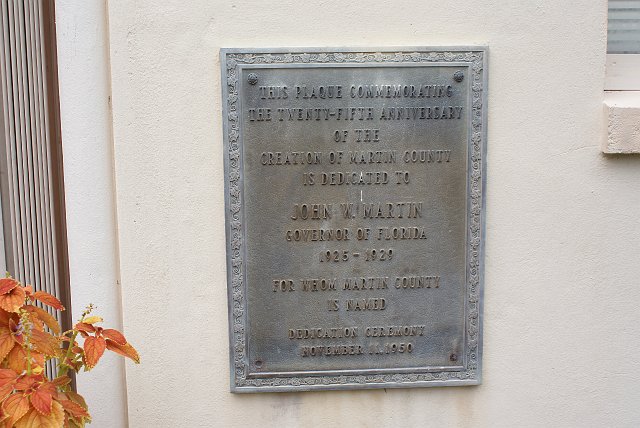 THIS PLAQUE COMMEMORATING
THE TWENTY-FIFTH ANNIVERSARY
OF THE
CREATION OF MARTIN COUNTY
IS DEDICATED TO
JOHN W. MARTIN
GOVERNOR OF FLORIDA
1925 - 1929
FOR WHOM MARTIN COUNTY
IS NAMED
DEDICATION CEREMONY
NOVEMBER 11, 1950